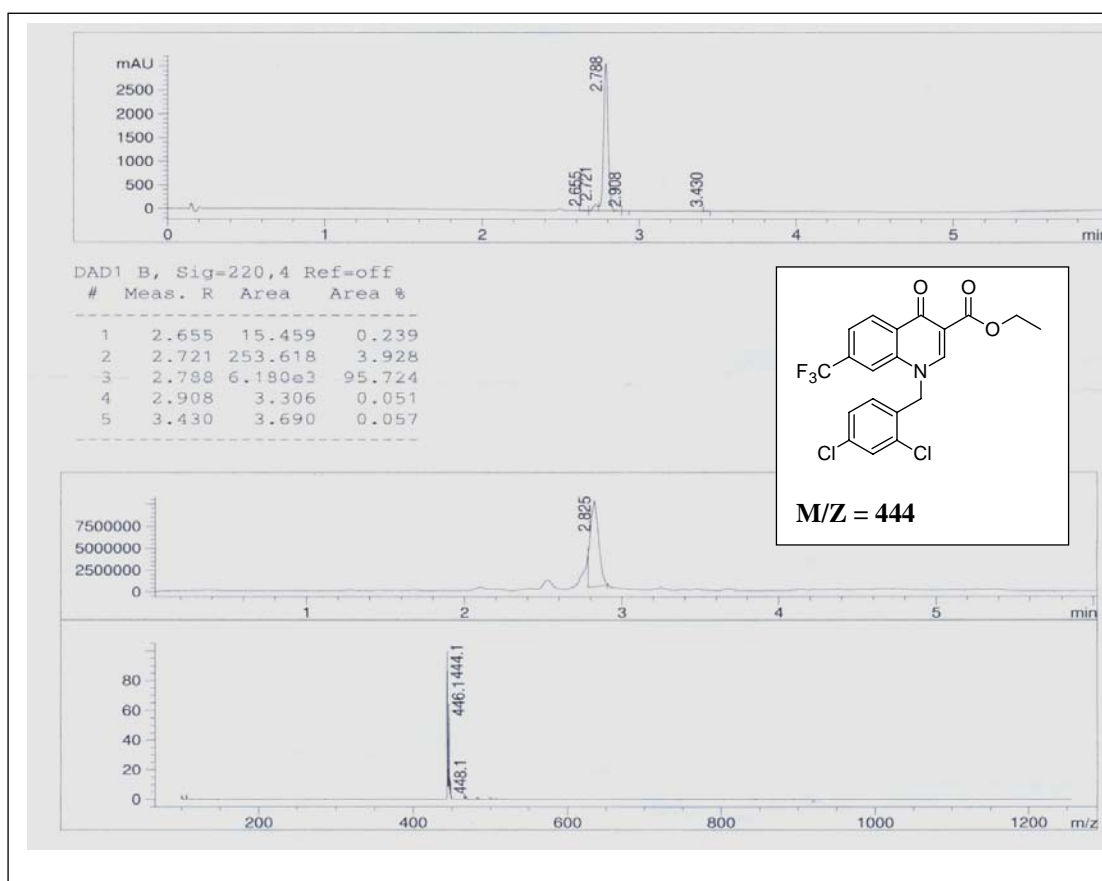 mAU
2500
2000
1500
1000
500
0
2.655
2.721
2.788
2.908
3.430
0 1 2 3 4 5 min
DAD1 B, Sig=220,4 Ref=off
# Meas. R Area Area %
1 2.655 15.459 0.239
2 2.721 253.618 3.928
3 2.788 6.180e3 95.724
4 2.908 3.306 0.051
5 3.430 3.690 0.057
O O
O
F3C
N
Cl Cl
M/Z = 444
7500000
5000000
2500000
0
2.825
1 2 3 4 5 min
80
60
40
20
0
446.1 444.1
448.1
200 400 600 800 1000 1200 m/z